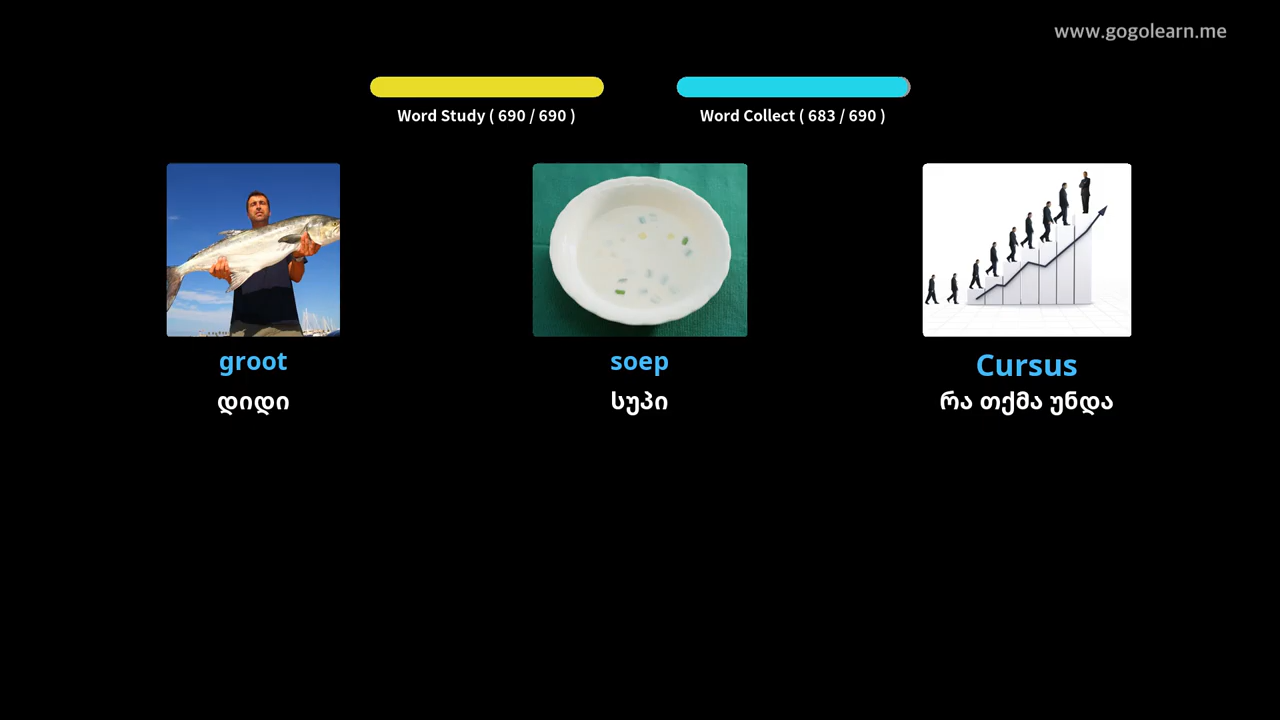 www.gogolearn.me
Word Study ( 690 / 690 )
Word Collect ( 683 / 690 )
groot
soep
Cursus
დიდი
სუპი
რა თქმა უნდა